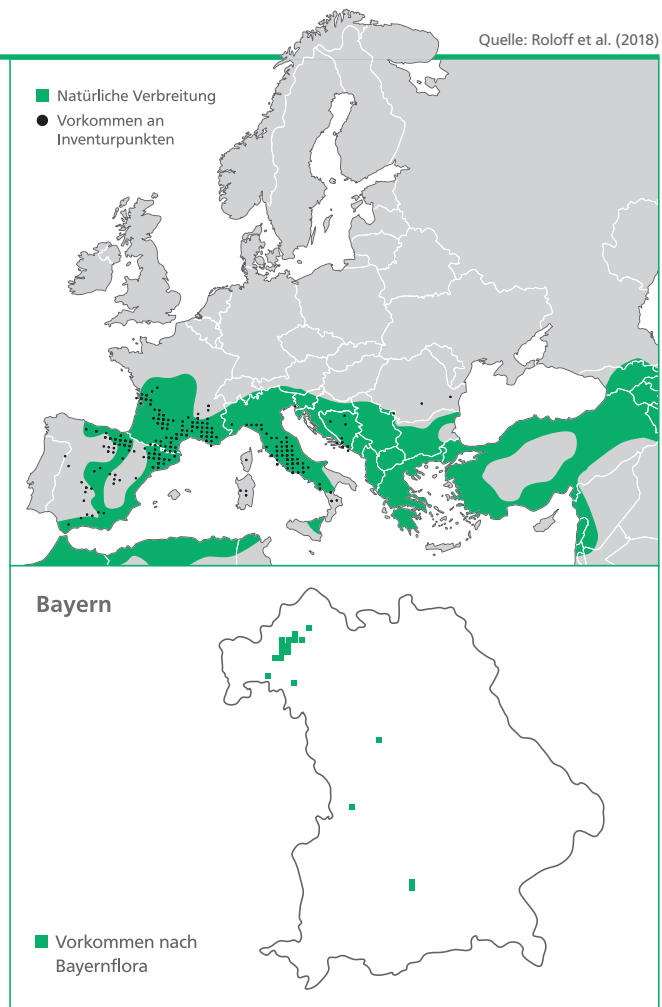 Quelle: Roloff et al. (2018)
Natürliche Verbreitung
Vorkommen an
Inventurpunkten
Bayern
Vorkommen nach
Bayernflora